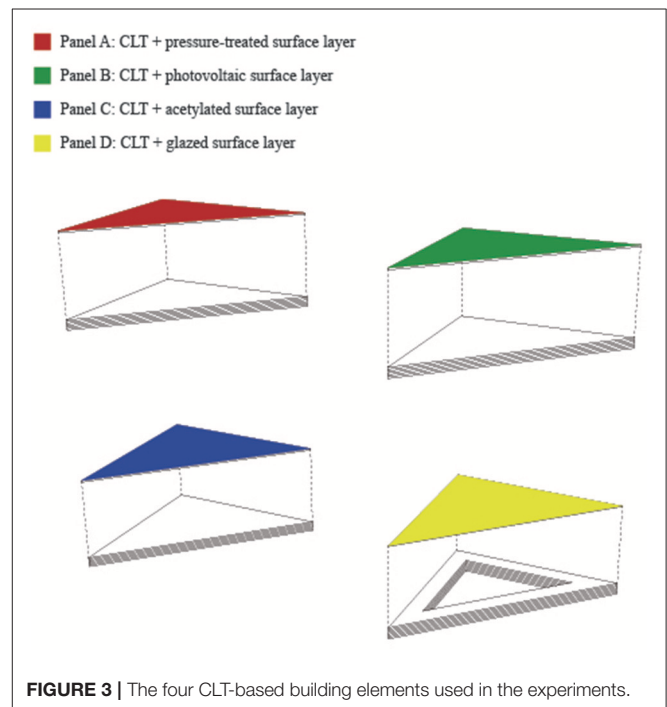 Panel A: CLT + pressure-treated surface layer
Panel B: CLT + photovoltaic surface layer
Panel C: CLT + acetylated surface layer
Panel D: CLT + glazed surface layer
FIGURE 3 | The four CLT-based building elements used in the experiments.